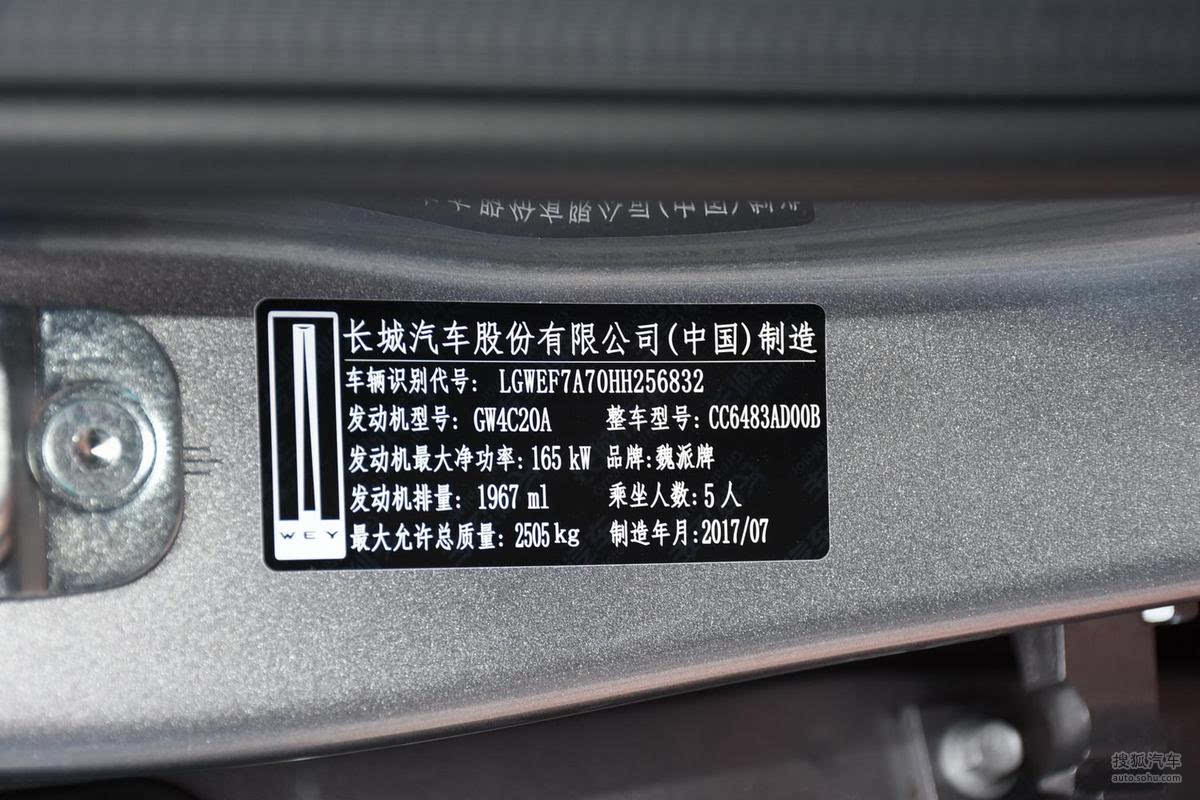 长城汽车股份有限公司(中国)制造
车辆识别代号: LGWEF7A70HH256832
发动机型号: GW4C20A 整车型号: CC6483AD00B
发动机最大净功率: 165 kW 品牌:魏派牌
发动机排量: 1967 ml 乘坐人数: 5 人
最大允许总质量: 2505 kg 制造年月: 2017/07
WEY
搜狐汽车
auto.sohu.com